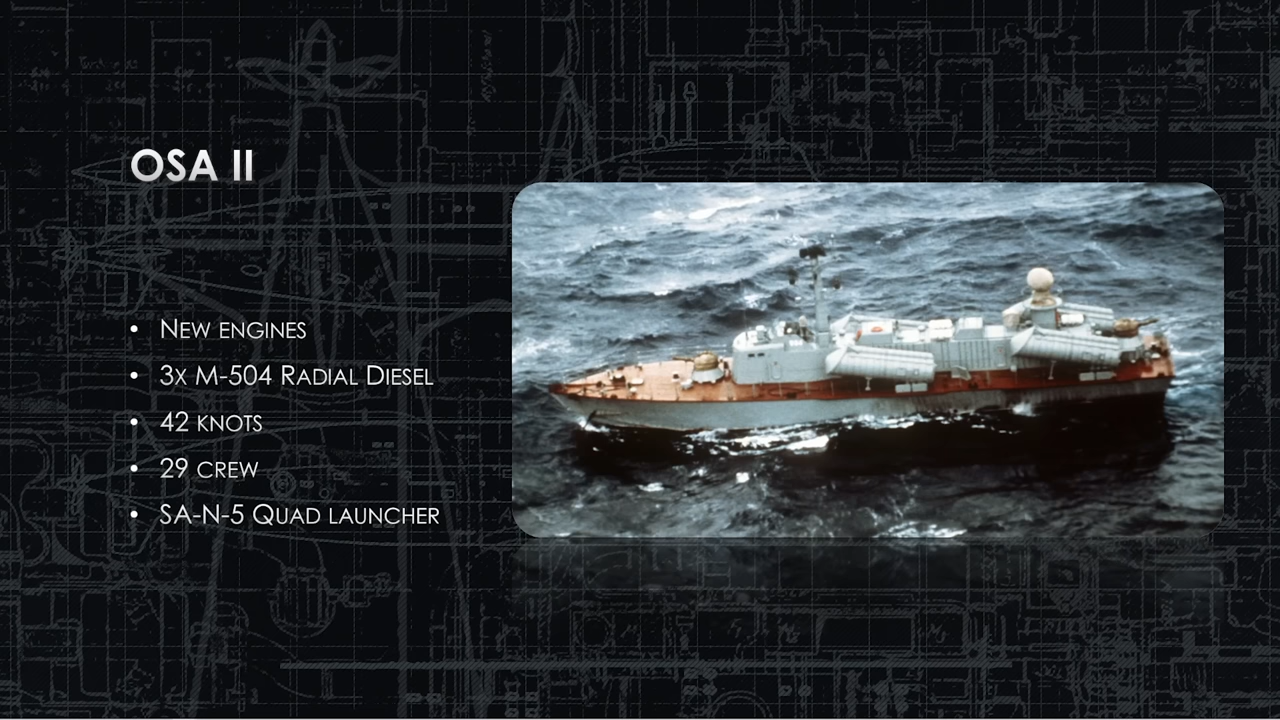 OSA II
• New engines
• 3x M-504 Radial Diesel
• 42 knots
• 29 crew
• SA-N-5 Quad launcher